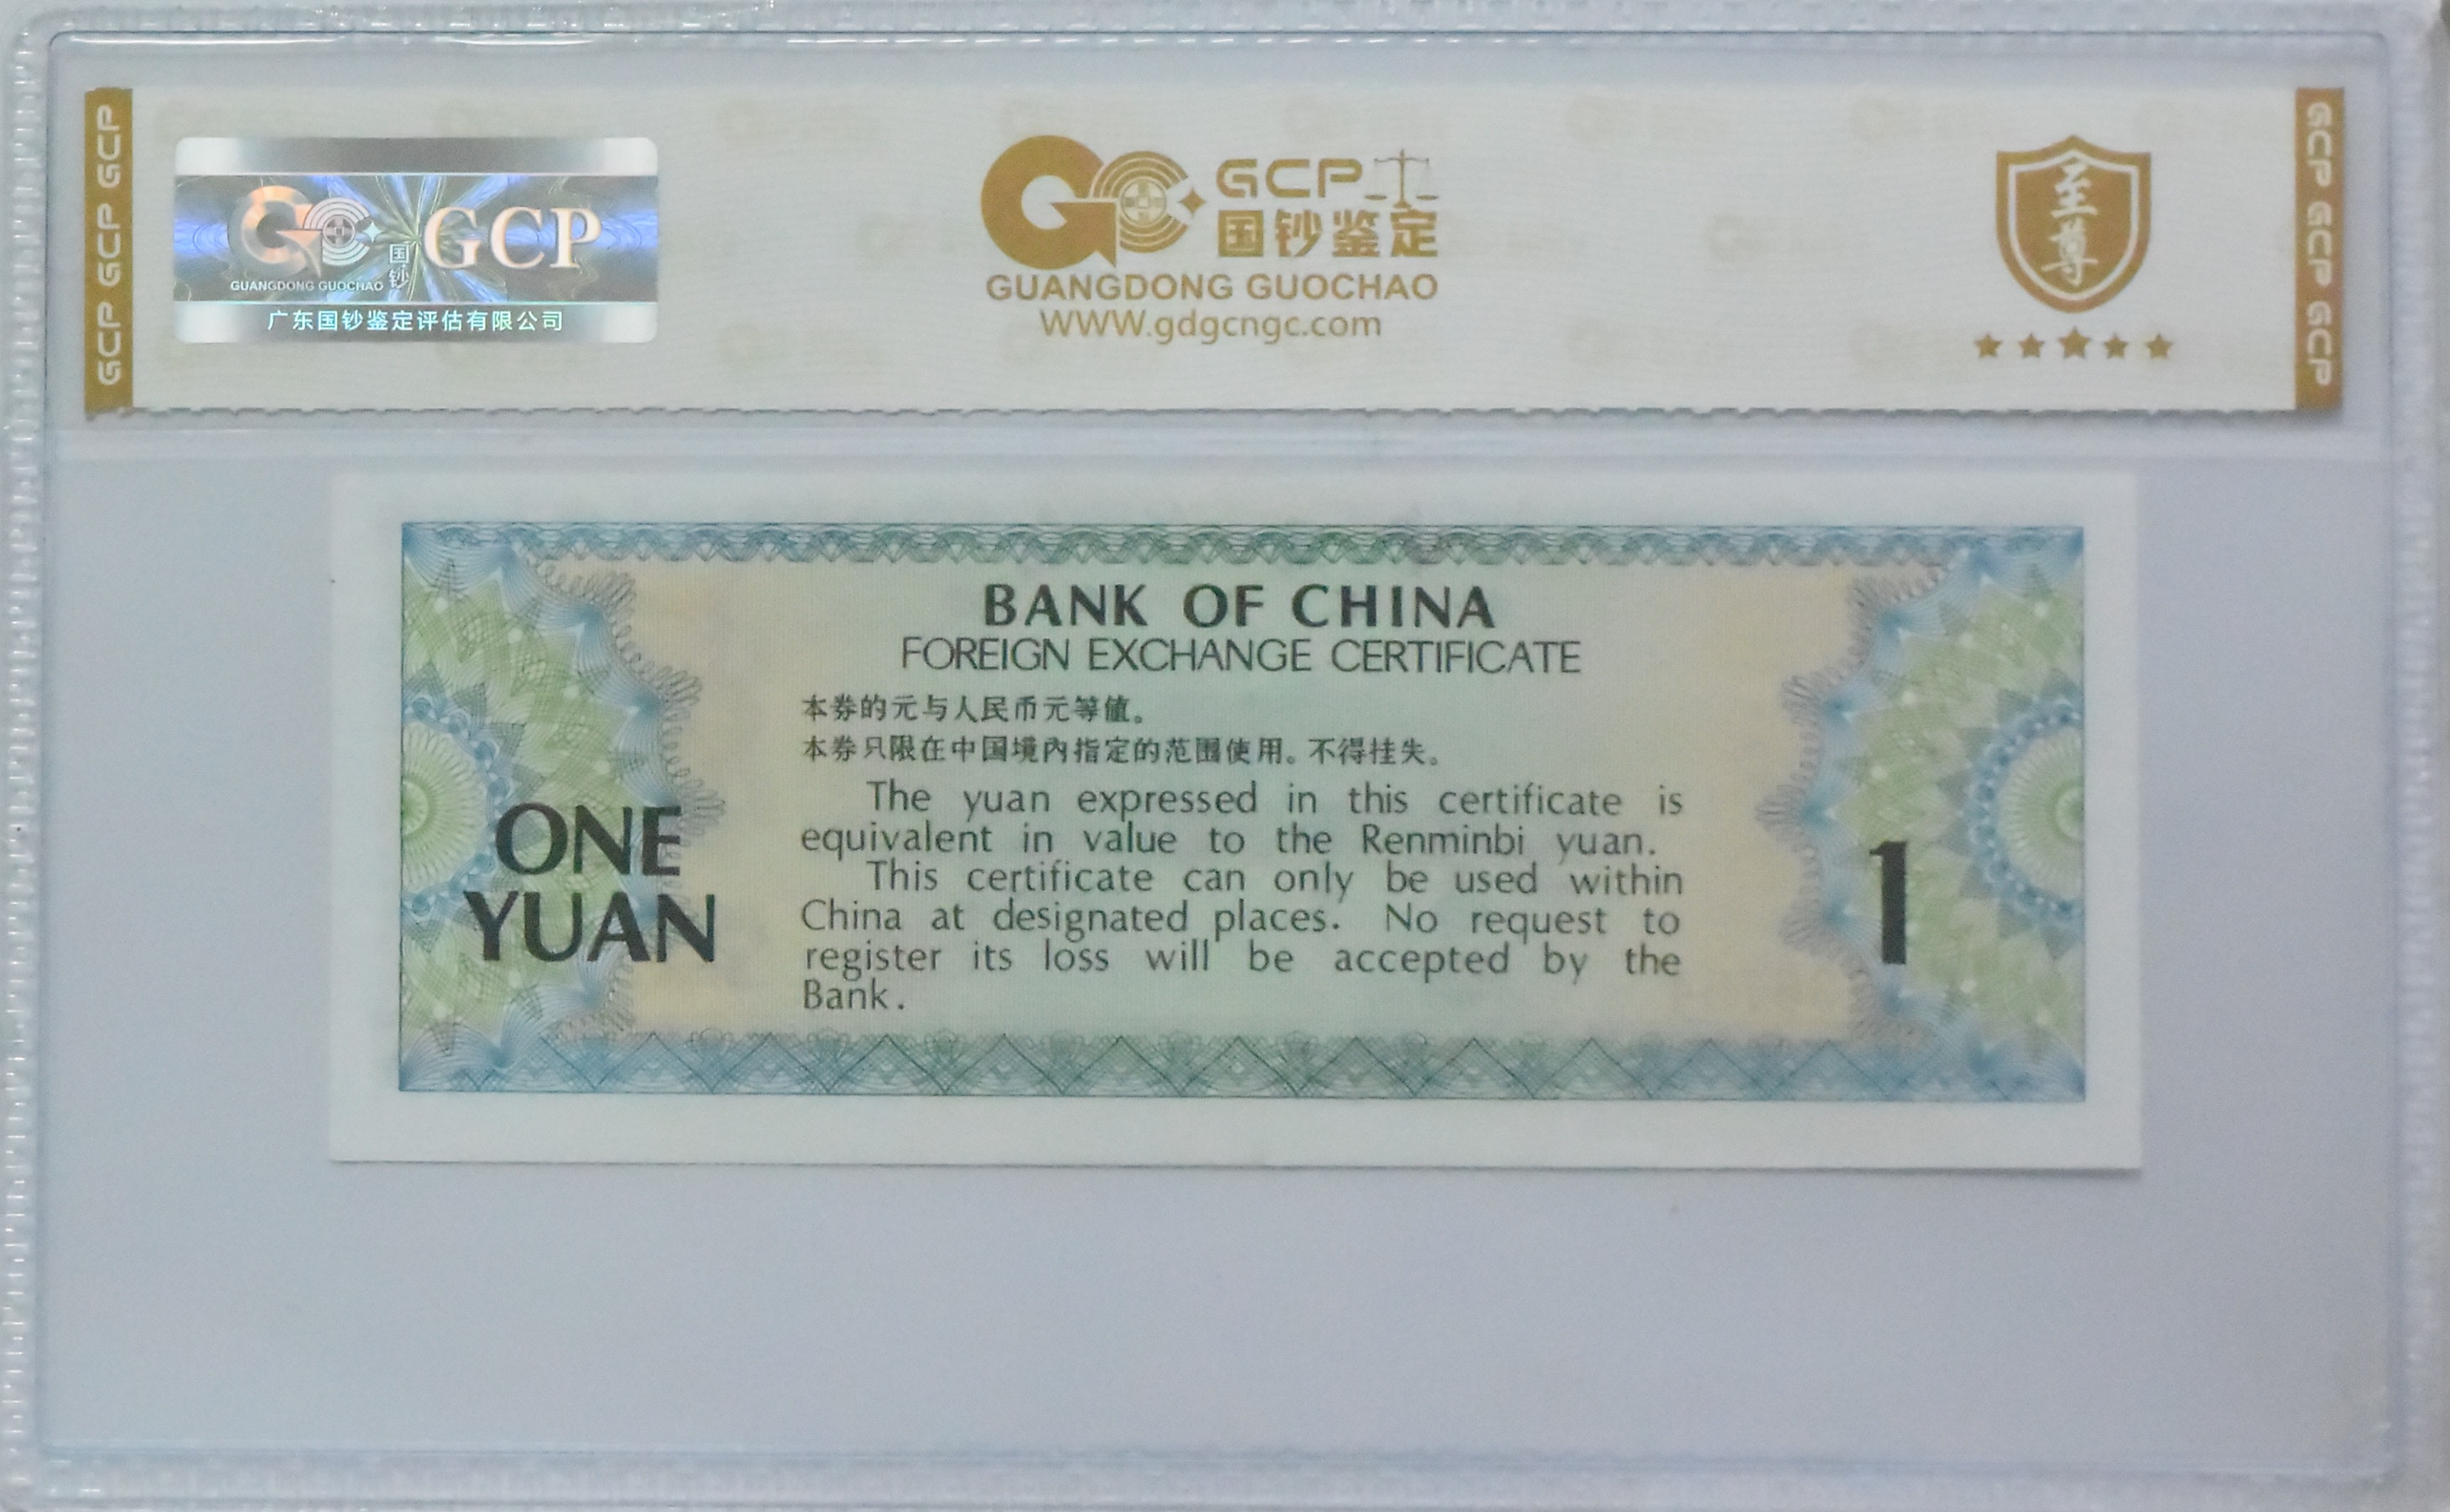 GCP GCP GCP
GCP
国钞
GUANGDONG GUOCHAO
广东国钞鉴定评估有限公司
GCP
国钞鉴定
GUANGDONG GUOCHAO
WWW.gdgcngc.com
至尊
GCP GCP GCP
BANK OF CHINA
FOREIGN EXCHANGE CERTIFICATE
本券的元与人民币元等值。
本券只限在中国境内指定的范围使用。不得挂失。
The yuan expressed in this certificate is
equivalent in value to the Renminbi yuan.
This certificate can only be used within
China at designated places. No request to
register its loss will be accepted by the
Bank.
ONE
YUAN
1